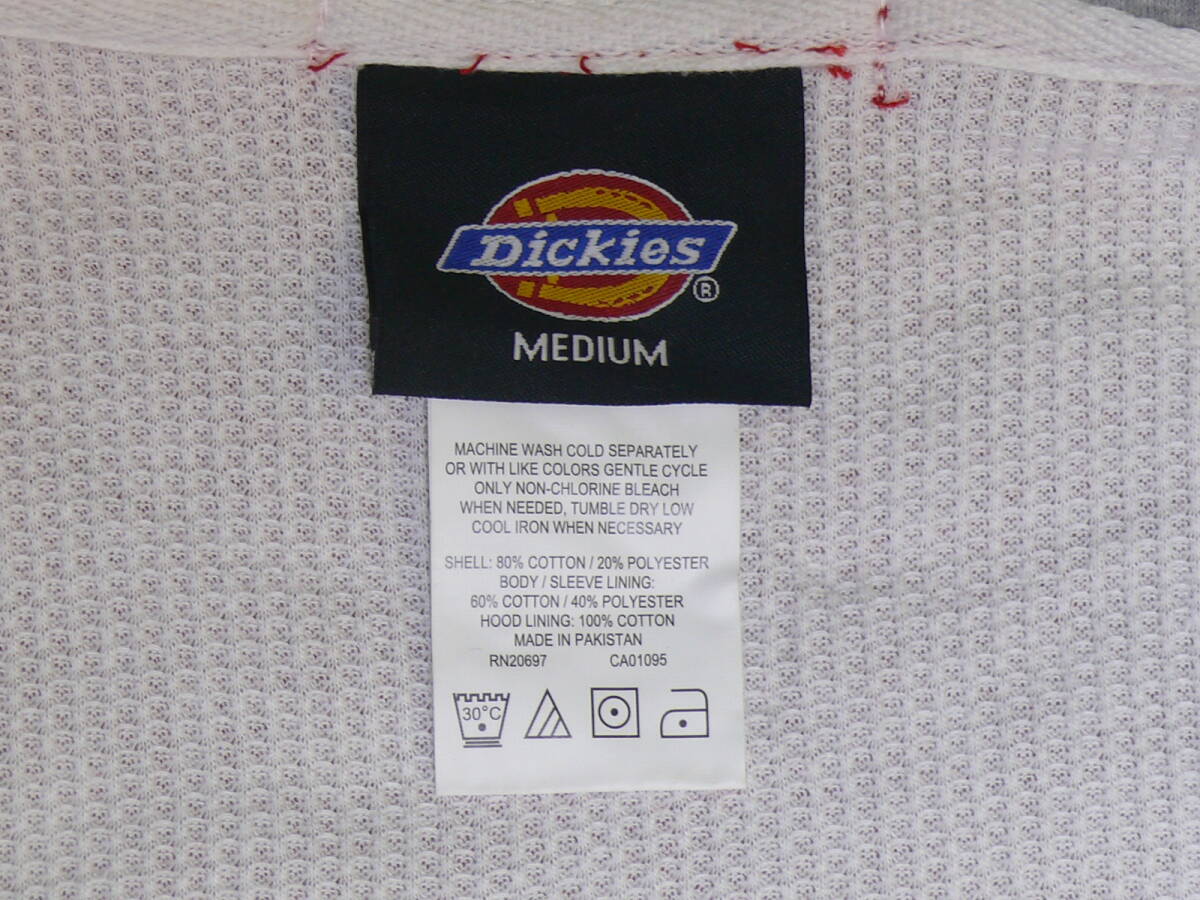 Dickies
®
MEDIUM
MACHINE WASH COLD SEPARATELY
OR WITH LIKE COLORS GENTLE CYCLE
ONLY NON-CHLORINE BLEACH
WHEN NEEDED, TUMBLE DRY LOW
COOL IRON WHEN NECESSARY
SHELL: 80% COTTON / 20% POLYESTER
BODY / SLEEVE LINING:
60% COTTON / 40% POLYESTER
HOOD LINING: 100% COTTON
MADE IN PAKISTAN
RN20697 CA01095
30°C